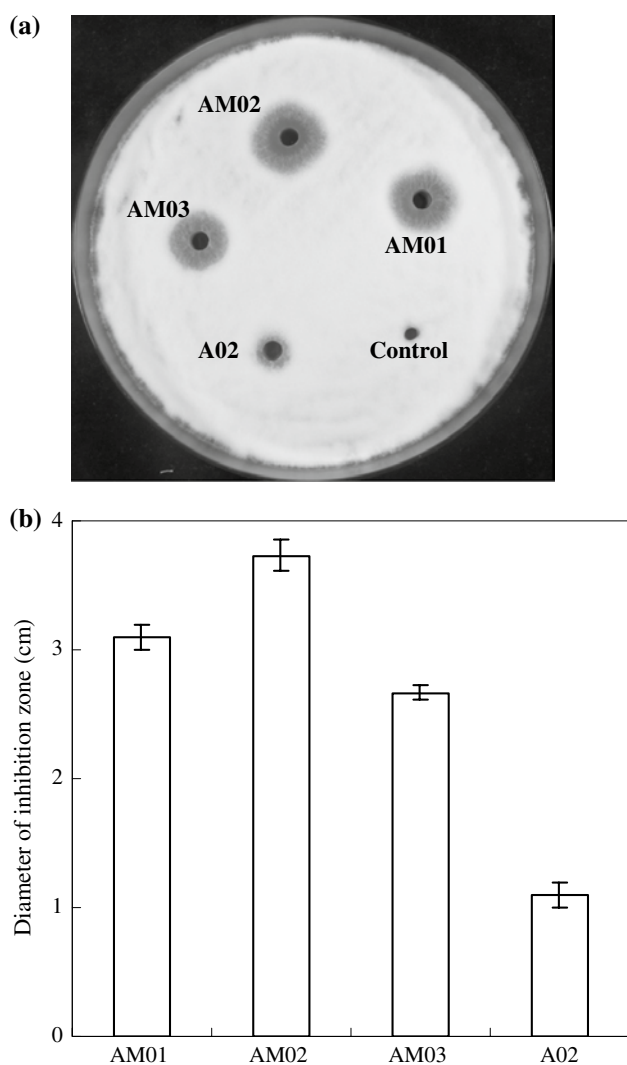 (a)
AM02
AM03
AM01
A02
Control
(b)
Diameter of inhibition zone (cm)
4
3
2
1
0
AM01 AM02 AM03 A02